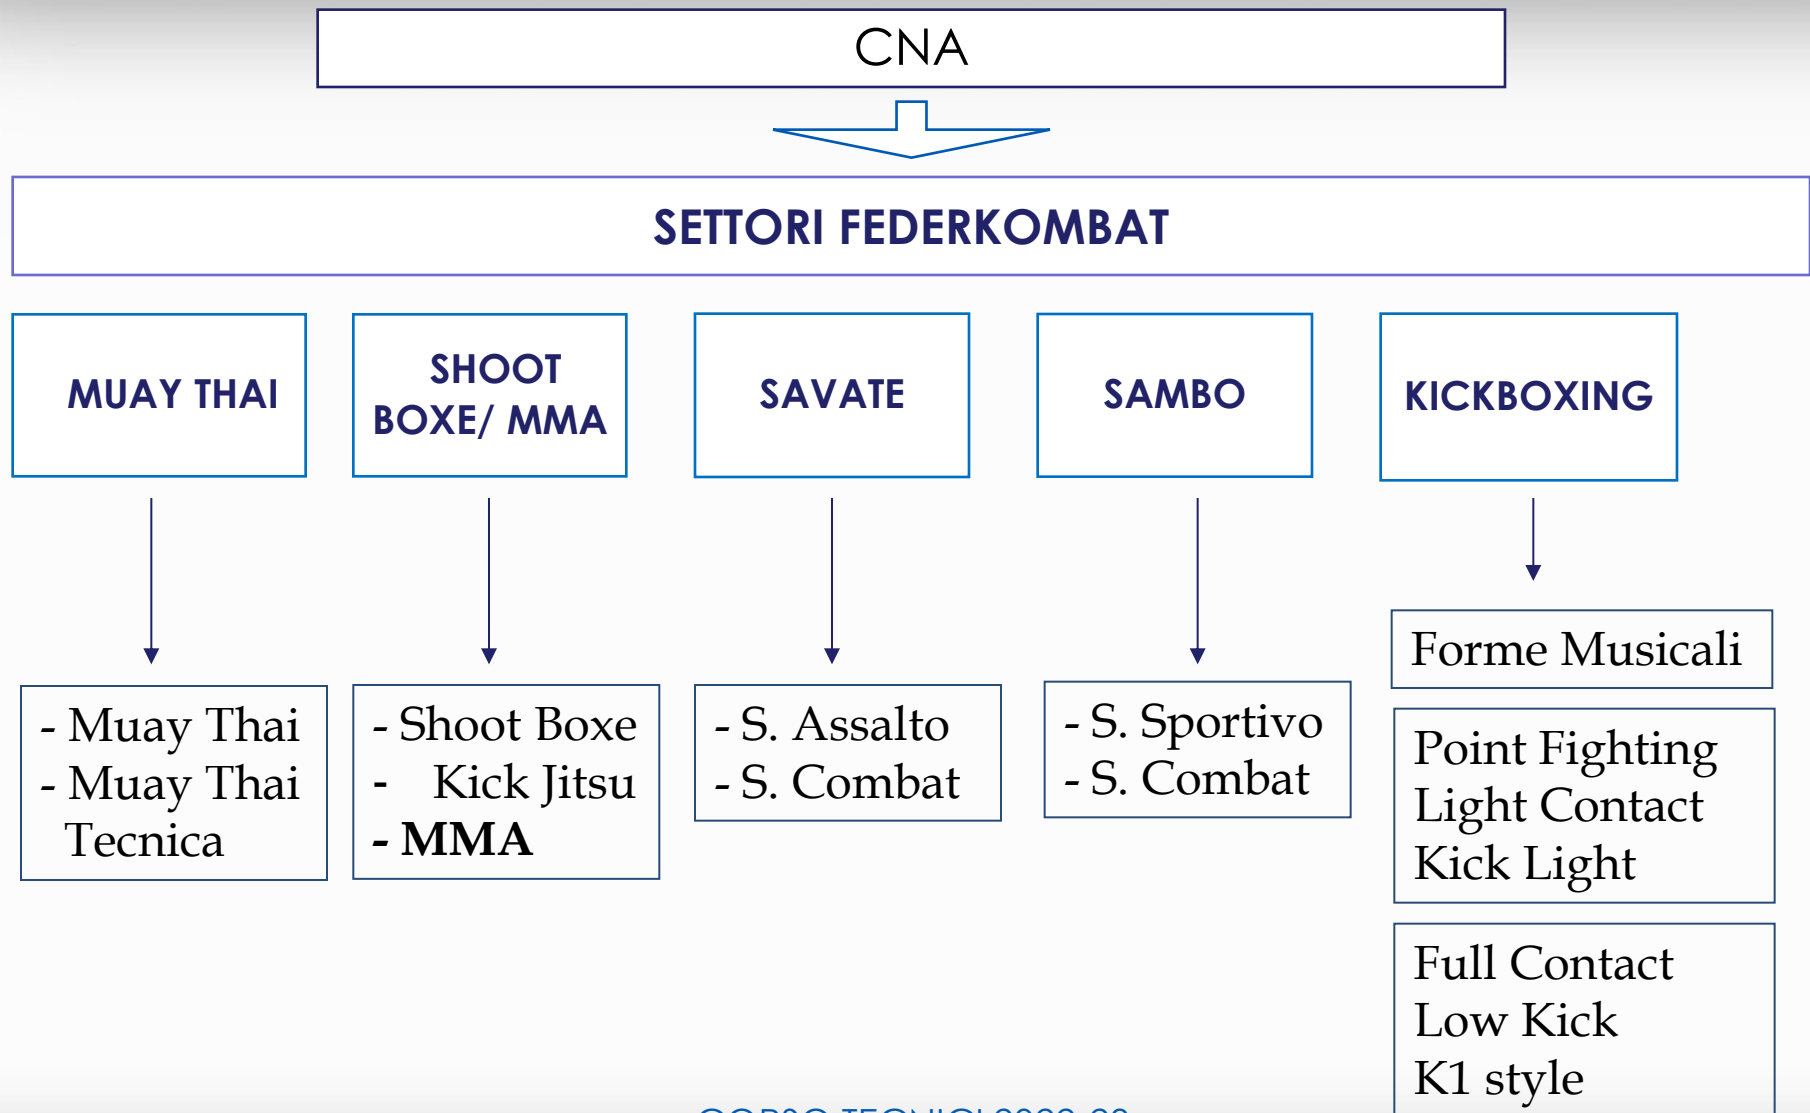 CNA
SETTORI FEDERKOMBAT
MUAY THAI
SHOOT
BOXE/ MMA
SAVATE
SAMBO
KICKBOXING
- Muay Thai
- Muay Thai
Tecnica
- Shoot Boxe
- Kick Jitsu
- MMA
- S. Assalto
- S. Combat
- S. Sportivo
- S. Combat
Forme Musicali
Point Fighting
Light Contact
Kick Light
Full Contact
Low Kick
K1 style
CORSO TECNICI